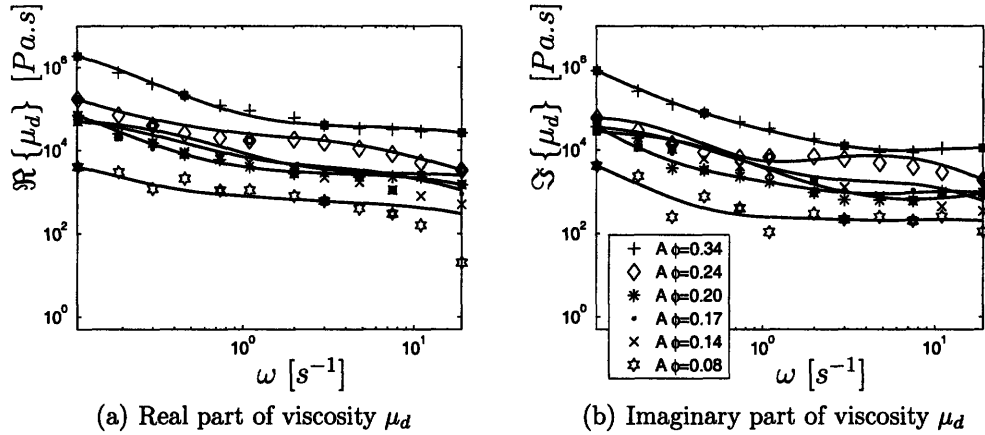 ℜ {μ_d} [Pa.s]
10^6
10^4
10^2
10^0
10^0
10^1
ω [s^{-1}]
(a) Real part of viscosity μ_d
ℑ {μ_d} [Pa.s]
10^6
10^4
10^2
10^0
A ϕ=0.34
A ϕ=0.24
A ϕ=0.20
A ϕ=0.17
A ϕ=0.14
A ϕ=0.08
10^0
10^1
ω [s^{-1}]
(b) Imaginary part of viscosity μ_d